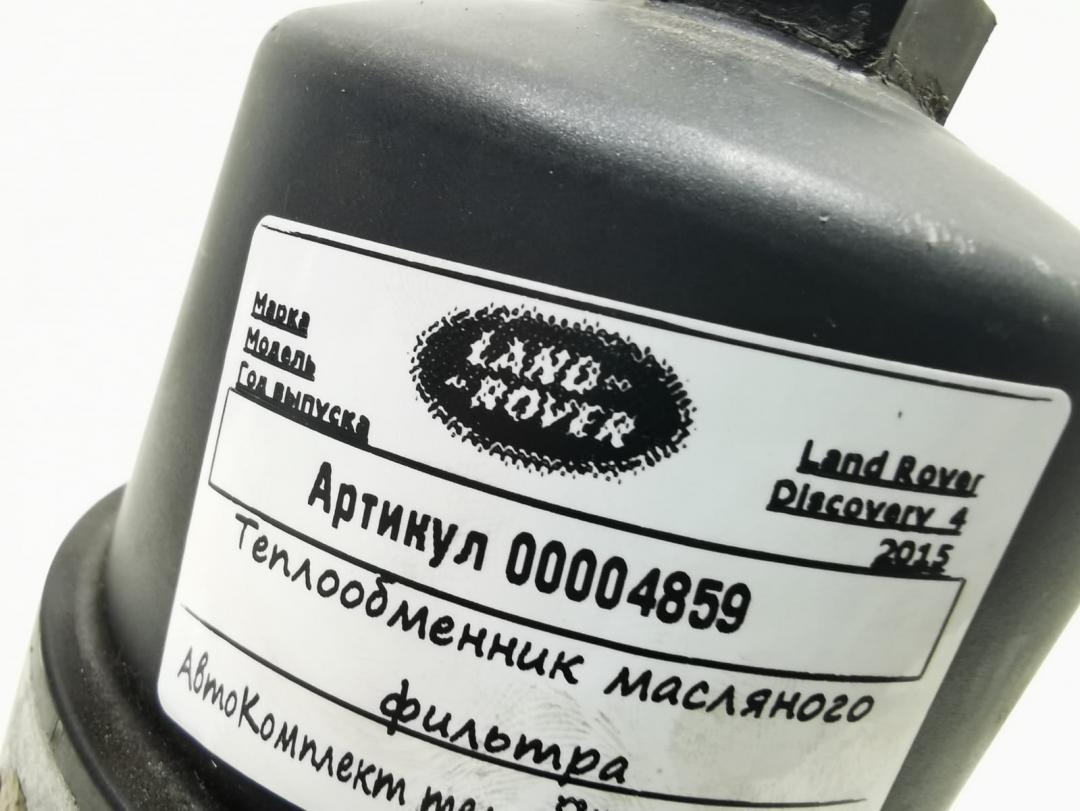 Марка
Модель
Год выпуска
LAND
ROVER
Land Rover
Discovery 4
2015
Артикул 00004859
Теплообменник масляного
фильтра
АвтоКомплект